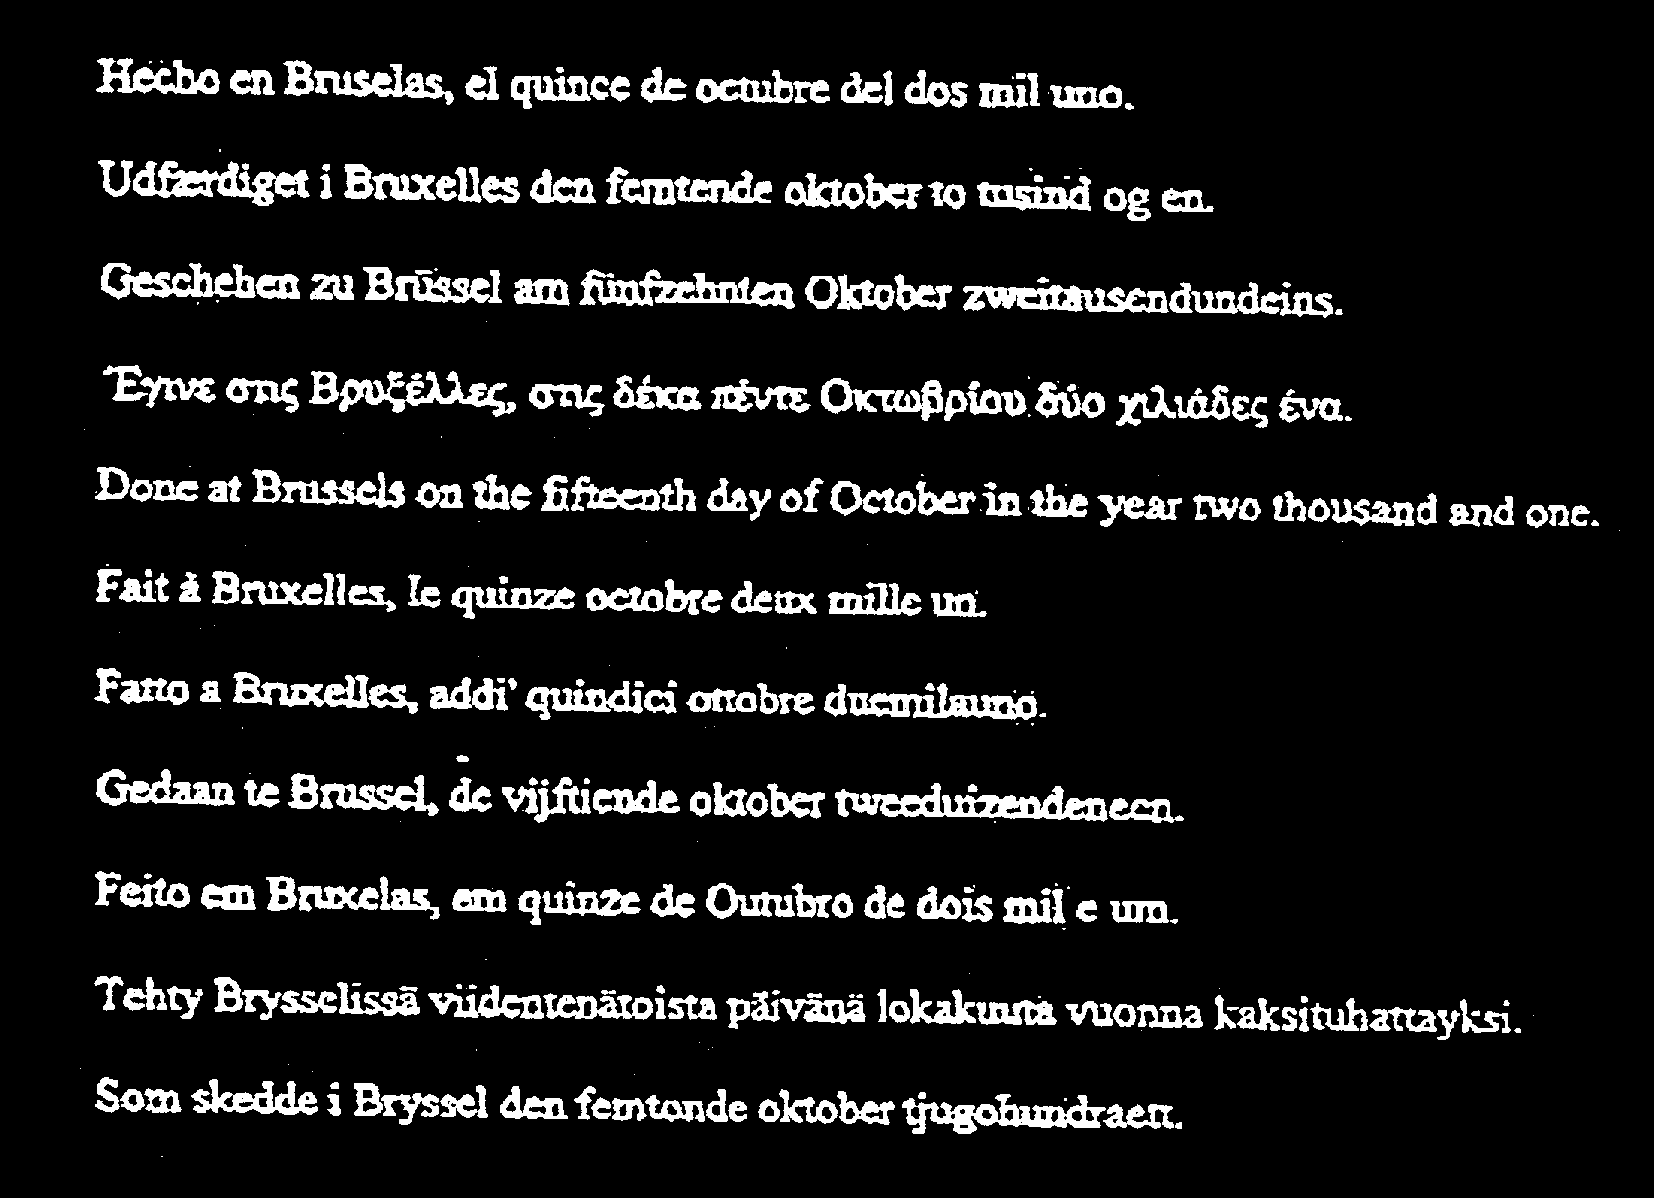 Hecho en Bruselas, el quince de octubre del dos mil uno.
Udfærdiget i Bruxelles den femtende oktober to tusind og en.
Geschehen zu Brüssel am fünfzehnten Oktober zweitausendundeins.
Έγινε στις Βρυξέλλες, στις δέκα πέντε Οκτωβρίου δύο χιλιάδες ένα.
Done at Brussels on the fifteenth day of October in the year two thousand and one.
Fait à Bruxelles, le quinze octobre deux mille un.
Fatto a Bruxelles, addi' quindici ottobre duemilauno.
Gedaan te Brussel, de vijftiende oktober tweeduizendeneen.
Feito em Bruxelas, em quinze de Outubro de dois mil e um.
Tehty Brysselissä viidentenätoista päivänä lokakuuta vuonna kaksituhattayksi.
Som skedde i Bryssel den femtonde oktober tjugohundraett.